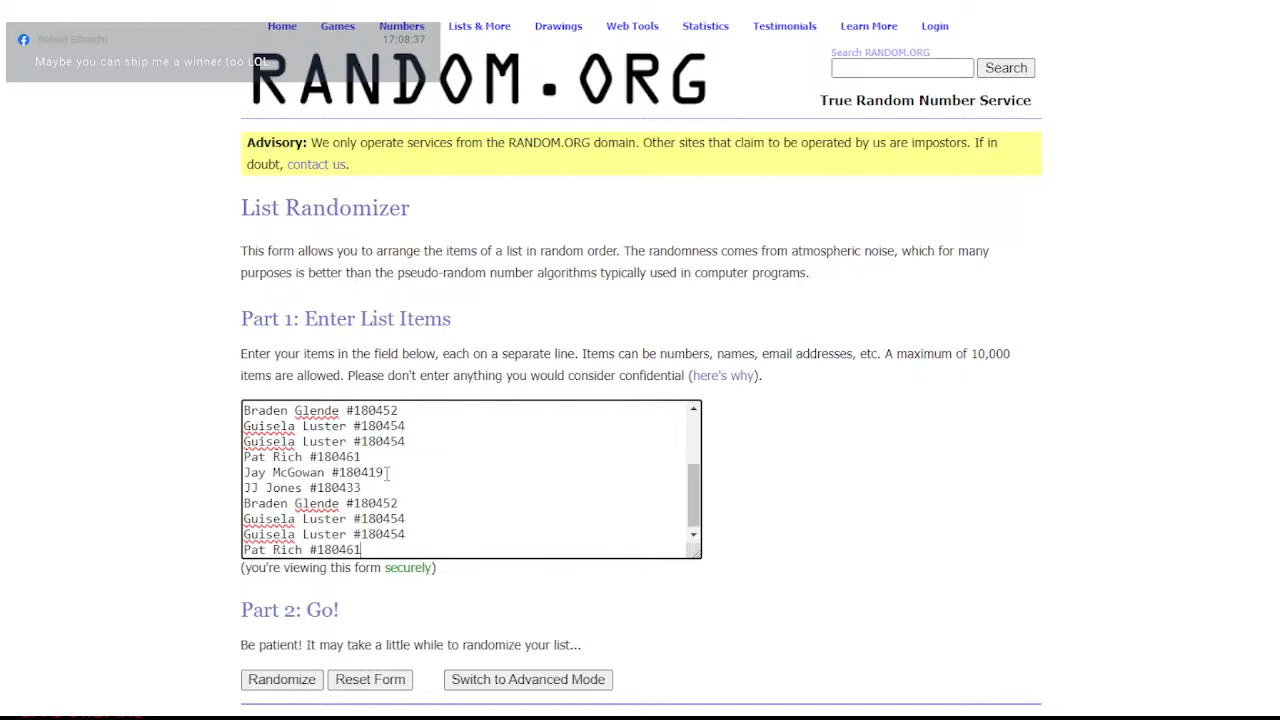 Home Games Numbers Lists & More Drawings Web Tools Statistics Testimonials Learn More Login
17:08:37
Maybe you can ship me a winner too LOL
RANDOM.ORG
Search RANDOM.ORG
Search
True Random Number Service
Advisory: We only operate services from the RANDOM.ORG domain. Other sites that claim to be operated by us are impostors. If in
doubt, contact us.
List Randomizer
This form allows you to arrange the items of a list in random order. The randomness comes from atmospheric noise, which for many
purposes is better than the pseudo-random number algorithms typically used in computer programs.
Part 1: Enter List Items
Enter your items in the field below, each on a separate line. Items can be numbers, names, email addresses, etc. A maximum of 10,000
items are allowed. Please don't enter anything you would consider confidential (here's why).
Braden Glende #180452
Guisela Luster #180454
Guisela Luster #180454
Pat Rich #180461
Jay McGowan #180419
JJ Jones #180433
Braden Glende #180452
Guisela Luster #180454
Guisela Luster #180454
Pat Rich #180461
(you're viewing this form securely)
Part 2: Go!
Be patient! It may take a little while to randomize your list...
Randomize Reset Form Switch to Advanced Mode